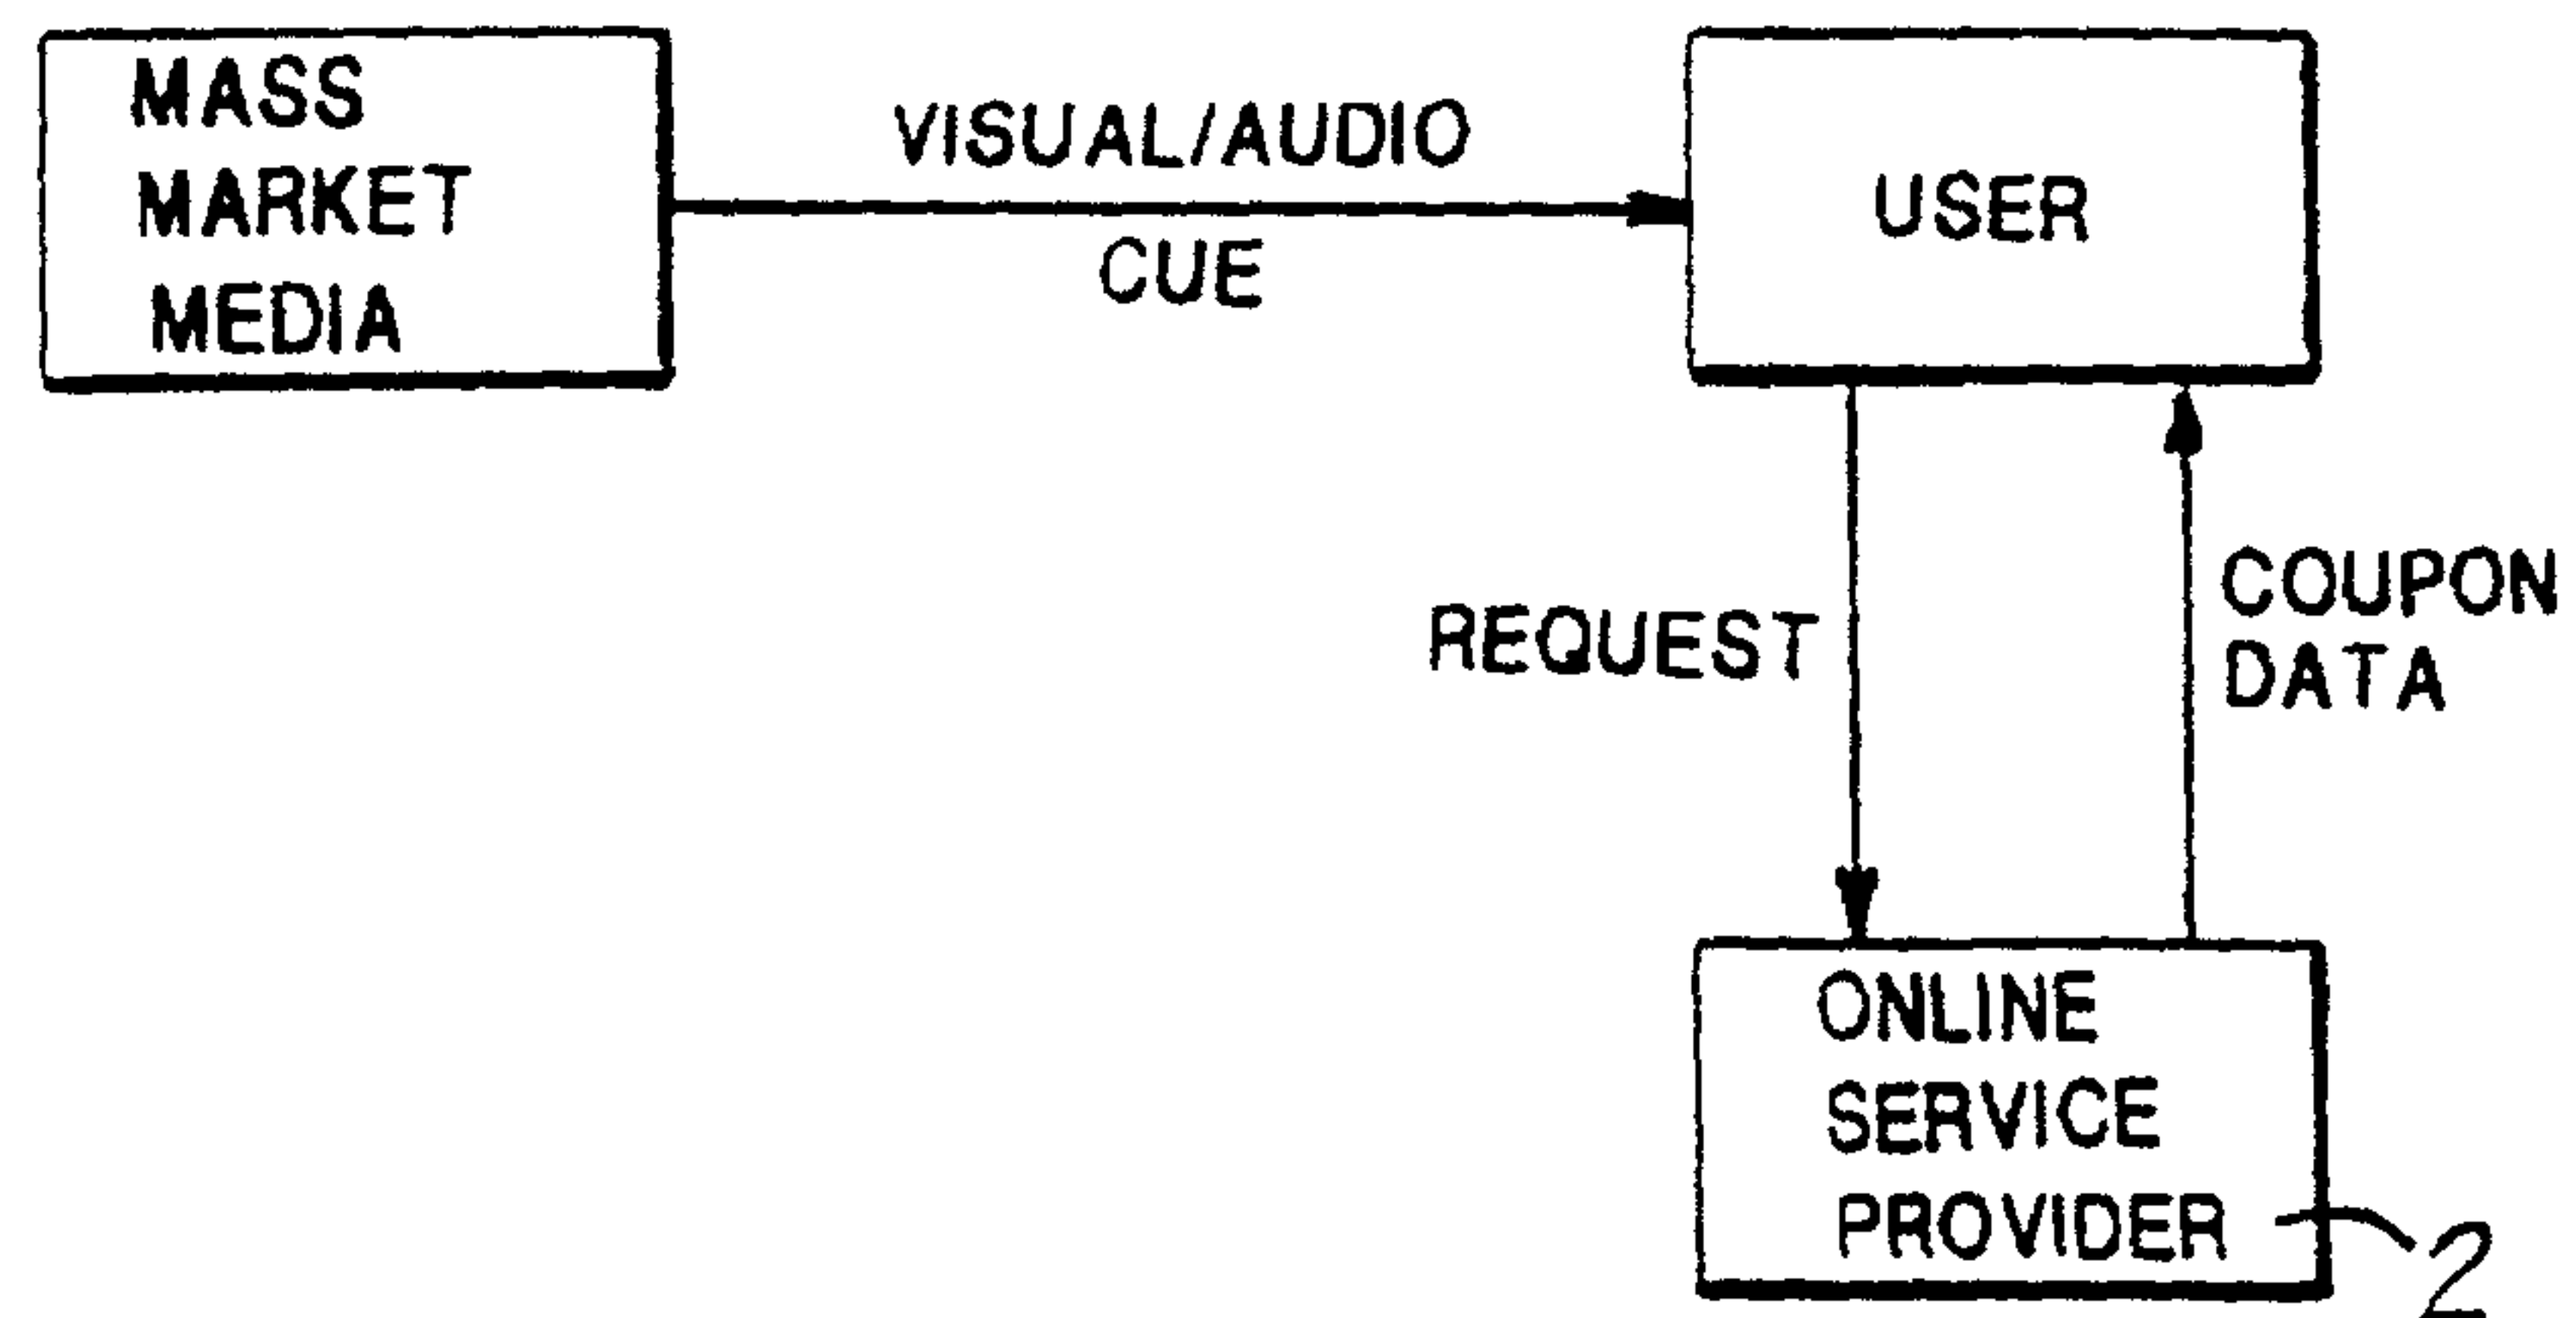 MASS
MARKET
MEDIA
VISUAL/AUDIO
CUE
USER
REQUEST
COUPON
DATA
ONLINE
SERVICE
PROVIDER
2